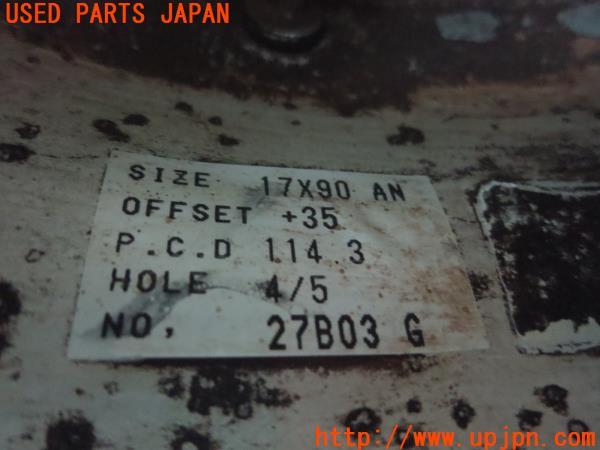 USED PARTS JAPAN
SIZE 17X90 AN
OFFSET +35
P.C.D 114.3
HOLE 4/5
NO, 27B03 G
http://www.upjpn.com